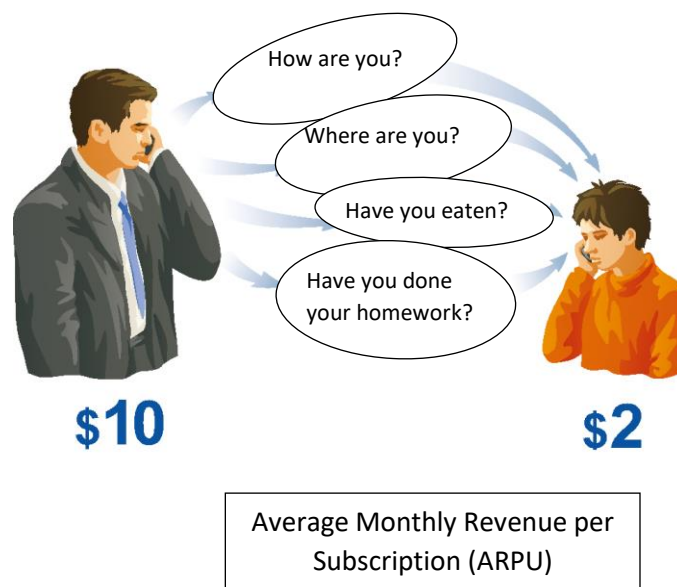 How are you?
Where are you?
Have you eaten?
Have you done
your homework?
$10
$2
Average Monthly Revenue per
Subscription (ARPU)